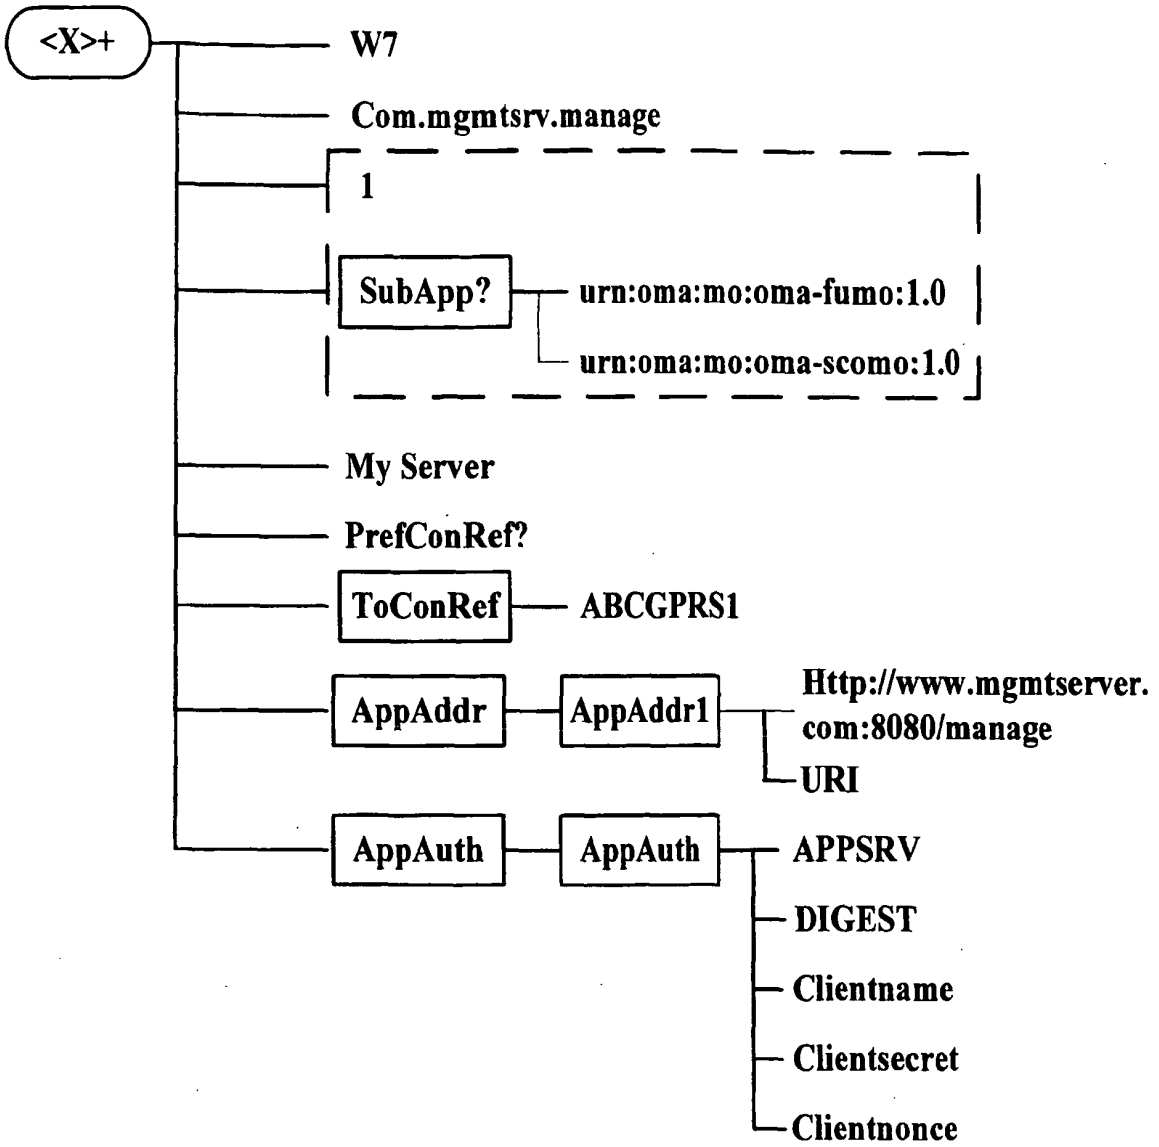 <X>+
W7
Com.mgmtsrv.manage
1
SubApp?
urn:oma:mo:oma-fumo:1.0
urn:oma:mo:oma-scomo:1.0
My Server
PrefConRef?
ToConRef
ABCGPRS1
AppAddr
AppAddr1
Http://www.mgmtserver.
com:8080/manage
URI
AppAuth
AppAuth
APPSRV
DIGEST
Clientname
Clientsecret
Clientnonce